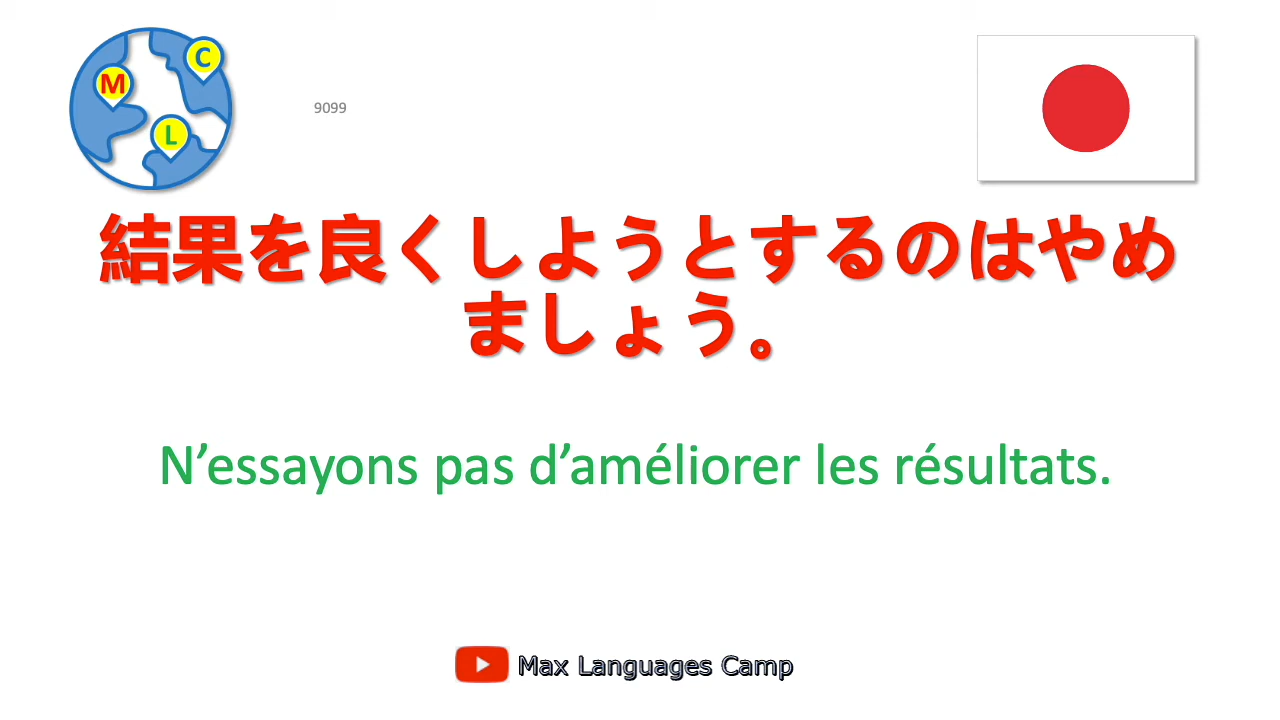 C
M
L
9099
結果を良くしようとするのはやめ
ましょう。
N’essayons pas d’améliorer les résultats.
Max Languages Camp